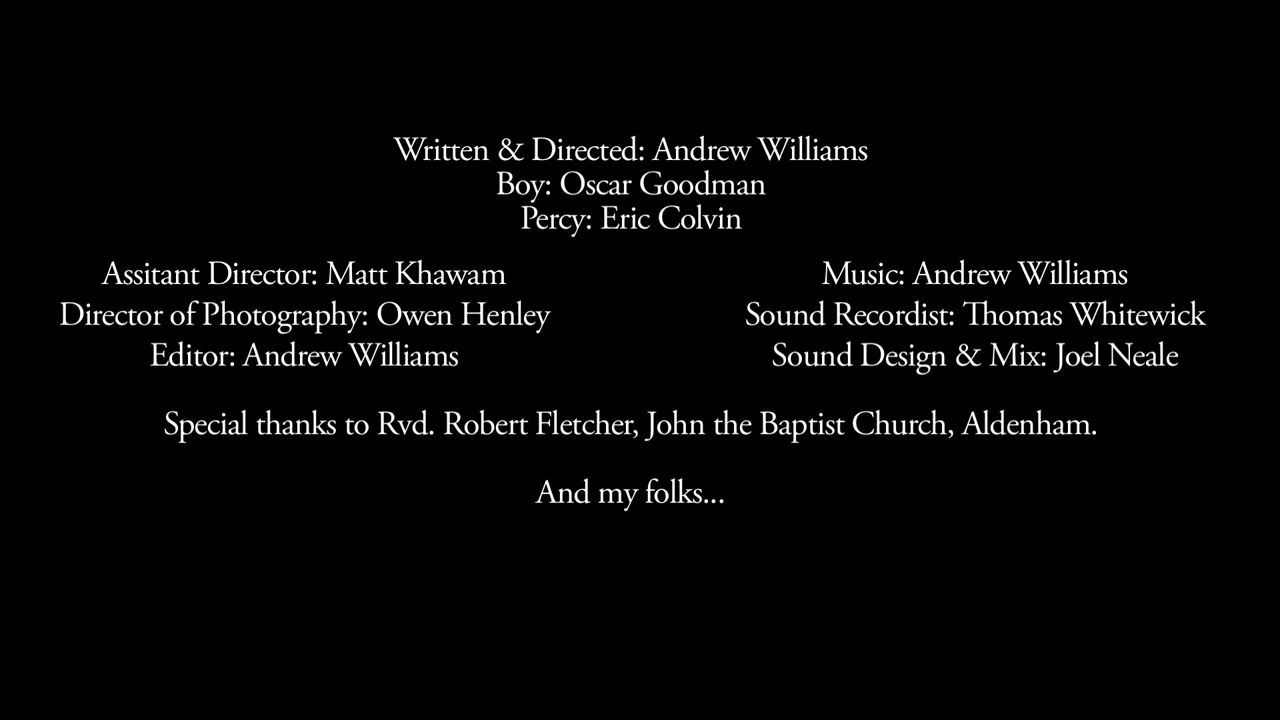 Written & Directed: Andrew Williams
Boy: Oscar Goodman
Percy: Eric Colvin
Assitant Director: Matt Khawam
Director of Photography: Owen Henley
Editor: Andrew Williams
Music: Andrew Williams
Sound Recordist: Thomas Whitewick
Sound Design & Mix: Joel Neale
Special thanks to Rvd. Robert Fletcher, John the Baptist Church, Aldenham.
And my folks...